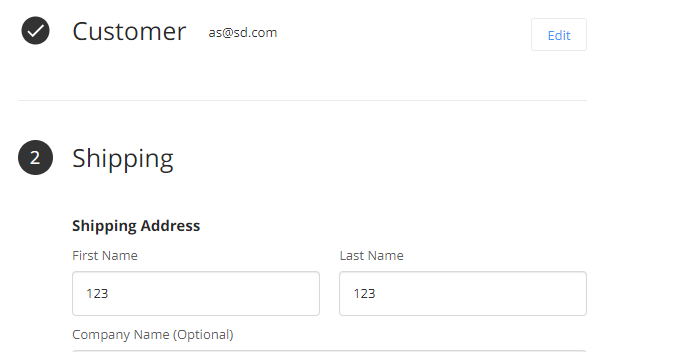 Customer as@sd.com Edit
2 Shipping
Shipping Address
First Name Last Name
123 123
Company Name (Optional)